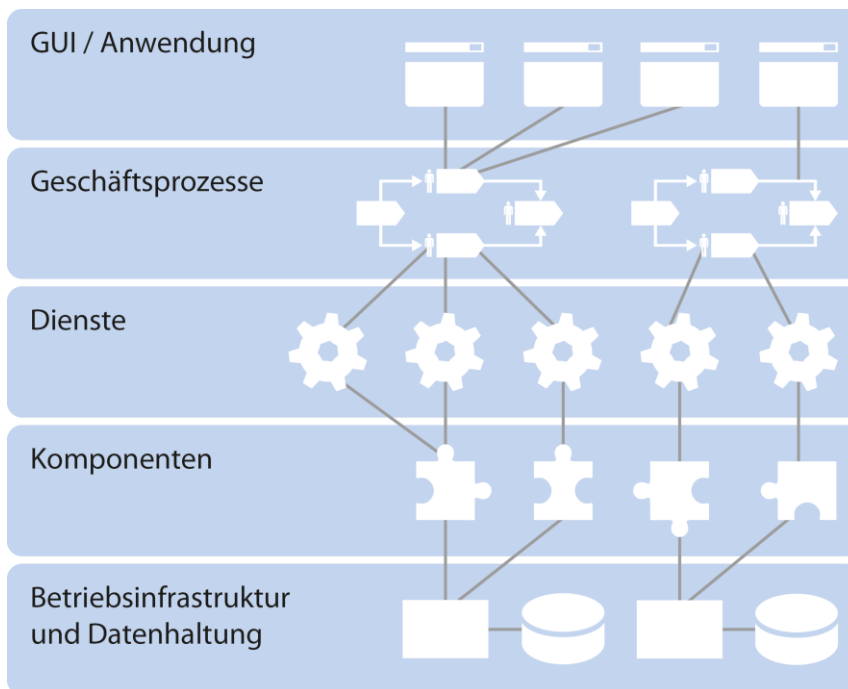 GUI / Anwendung
Geschäftsprozesse
Dienste
Komponenten
Betriebsinfrastruktur
und Datenhaltung